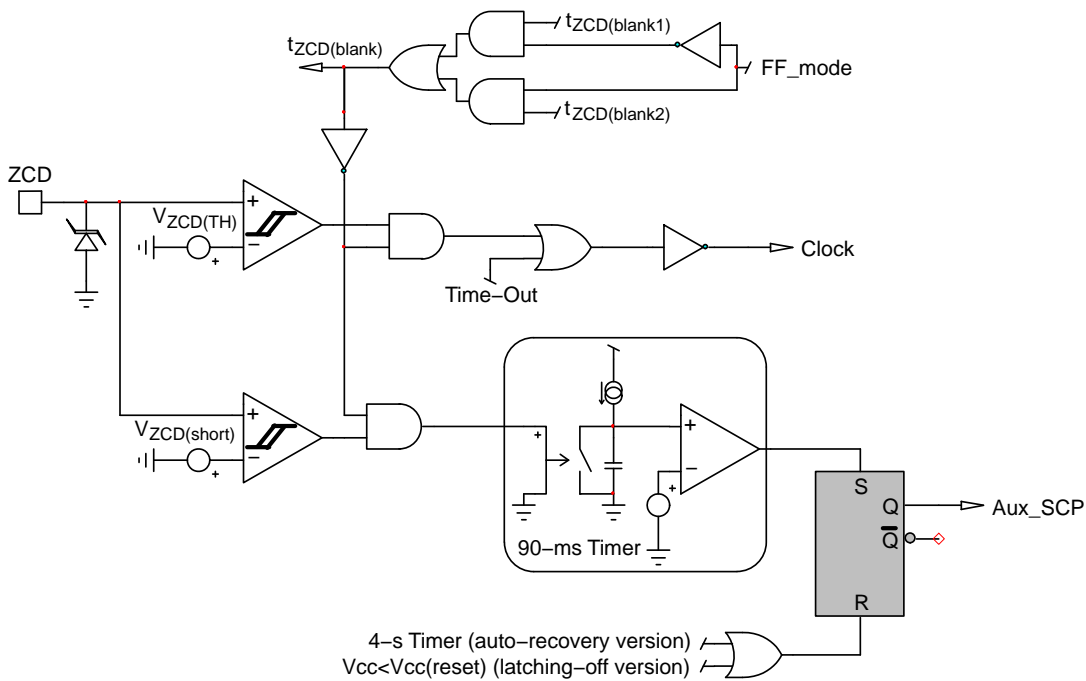 tZCD(blank1)
tZCD(blank)
FF_mode
tZCD(blank2)
ZCD
VZCD(TH)
+
−
+
Clock
Time−Out
VZCD(short)
+
−
+
+
+
−
+
S
Q
Aux_SCP
Q
90−ms Timer
R
4−s Timer (auto−recovery version)
Vcc<Vcc(reset) (latching−off version)